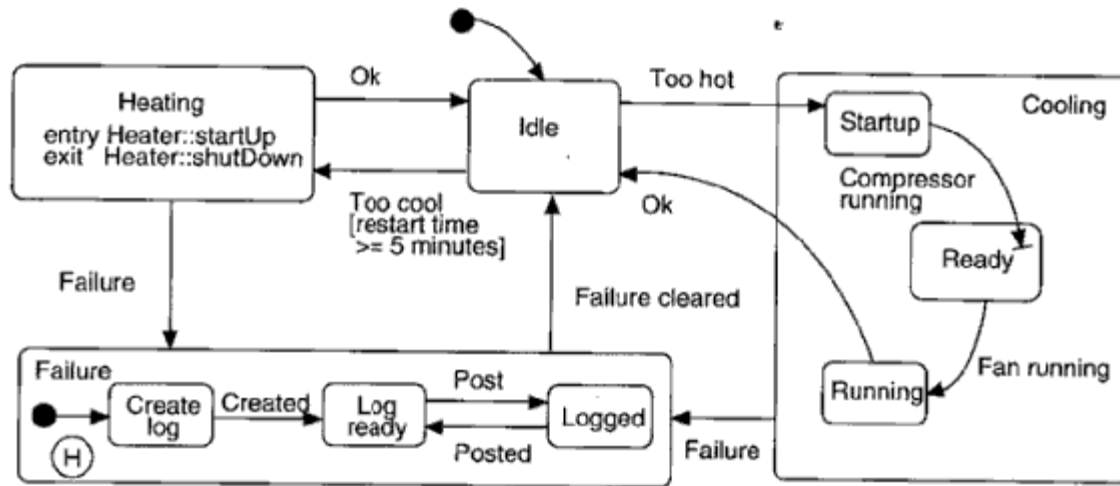 Heating
entry Heater::startUp
exit Heater::shutDown
Ok
Idle
Too hot
Cooling
Startup
Compressor
running
Ready
Fan running
Running
Ok
Too cool
[restart time
>= 5 minutes]
Failure
Failure cleared
Failure
Create
log
Created
Log
ready
Post
Posted
Logged
Failure
H